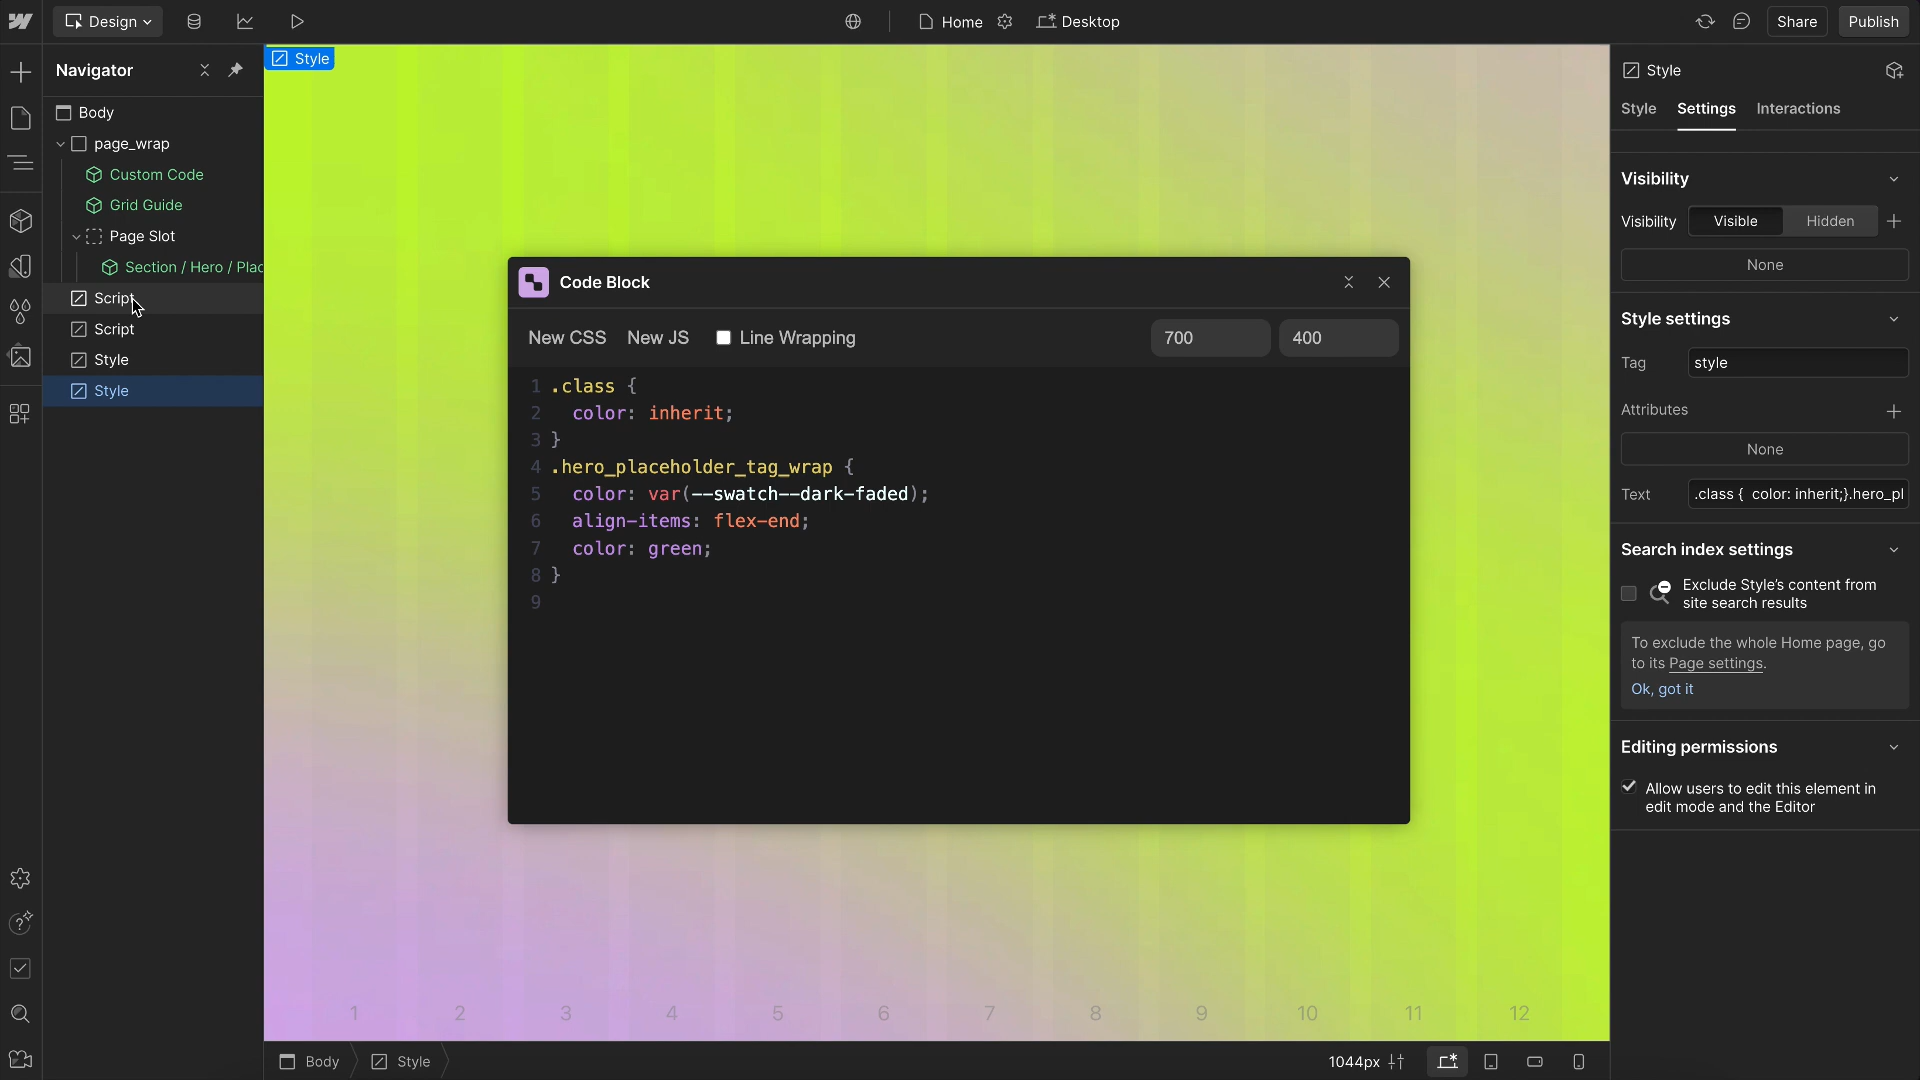 Design
Home
Desktop
Share
Publish
Navigator
Body
page_wrap
Custom Code
Grid Guide
Page Slot
Section / Hero / Plac
Script
Script
Style
Style
Style
Code Block
New CSS New JS Line Wrapping 700 400
1 .class {
2 color: inherit;
3 }
4 .hero_placeholder_tag_wrap {
5 color: var(--swatch--dark-faded);
6 align-items: flex-end;
7 color: green;
8 }
9
1 2 3 4 5 6 7 8 9 10 11 12
Body Style
1044px
Style
Style Settings Interactions
Visibility
Visibility Visible Hidden
None
Style settings
Tag style
Attributes
None
Text .class { color: inherit;}.hero_pl
Search index settings
Exclude Style's content from
site search results
To exclude the whole Home page, go
to its Page settings.
Ok, got it
Editing permissions
Allow users to edit this element in
edit mode and the Editor